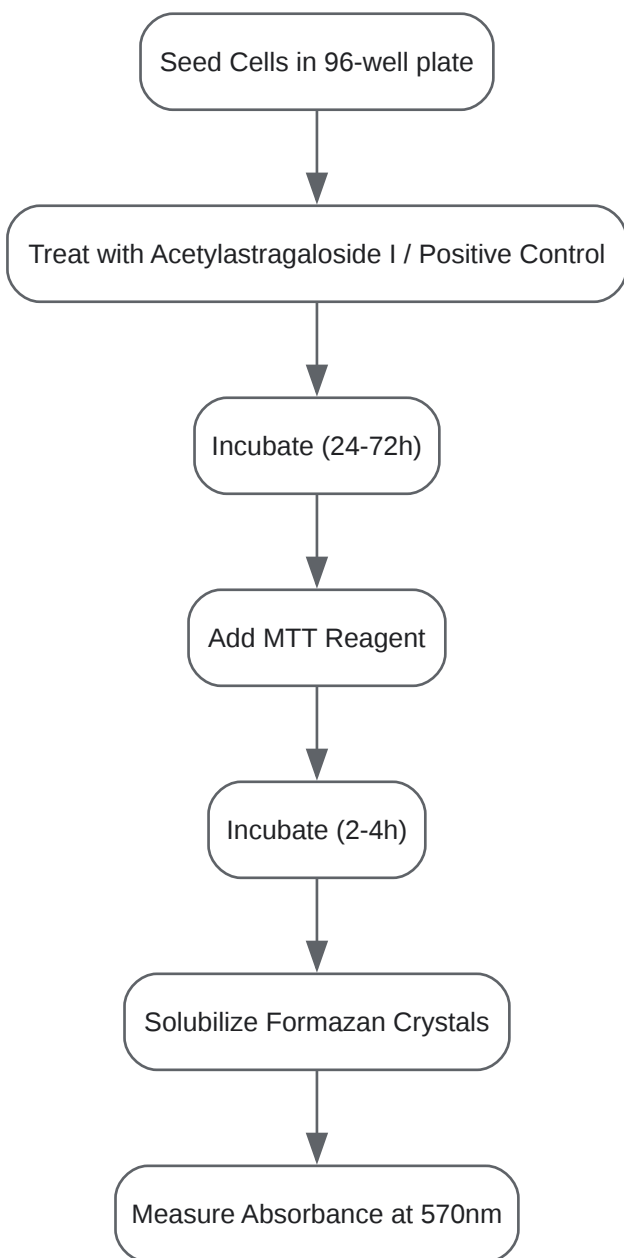 Seed Cells in 96-well plate
Treat with Acetylastragaloside I / Positive Control
Incubate (24-72h)
Add MTT Reagent
Incubate (2-4h)
Solubilize Formazan Crystals
Measure Absorbance at 570nm